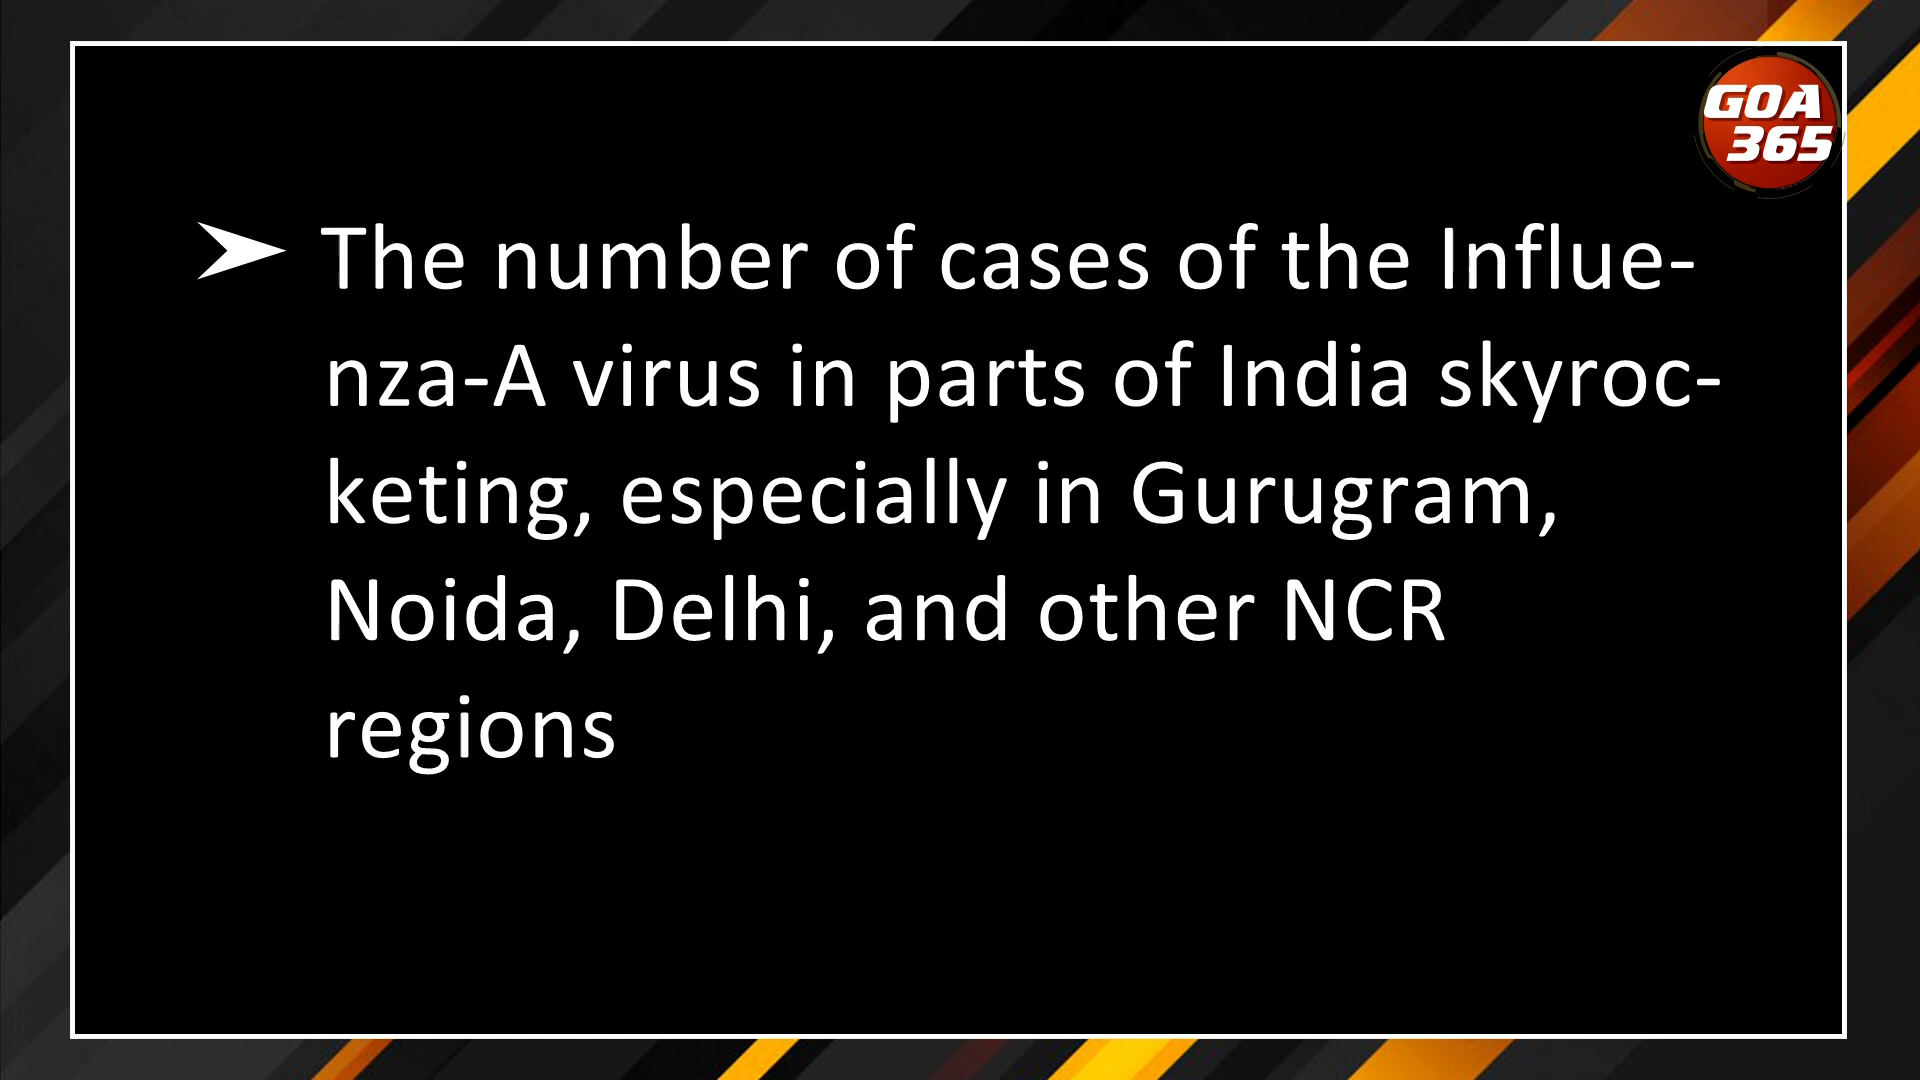 GOA
365
➤ The number of cases of the Influe-
nza-A virus in parts of India skyroc-
keting, especially in Gurugram,
Noida, Delhi, and other NCR
regions